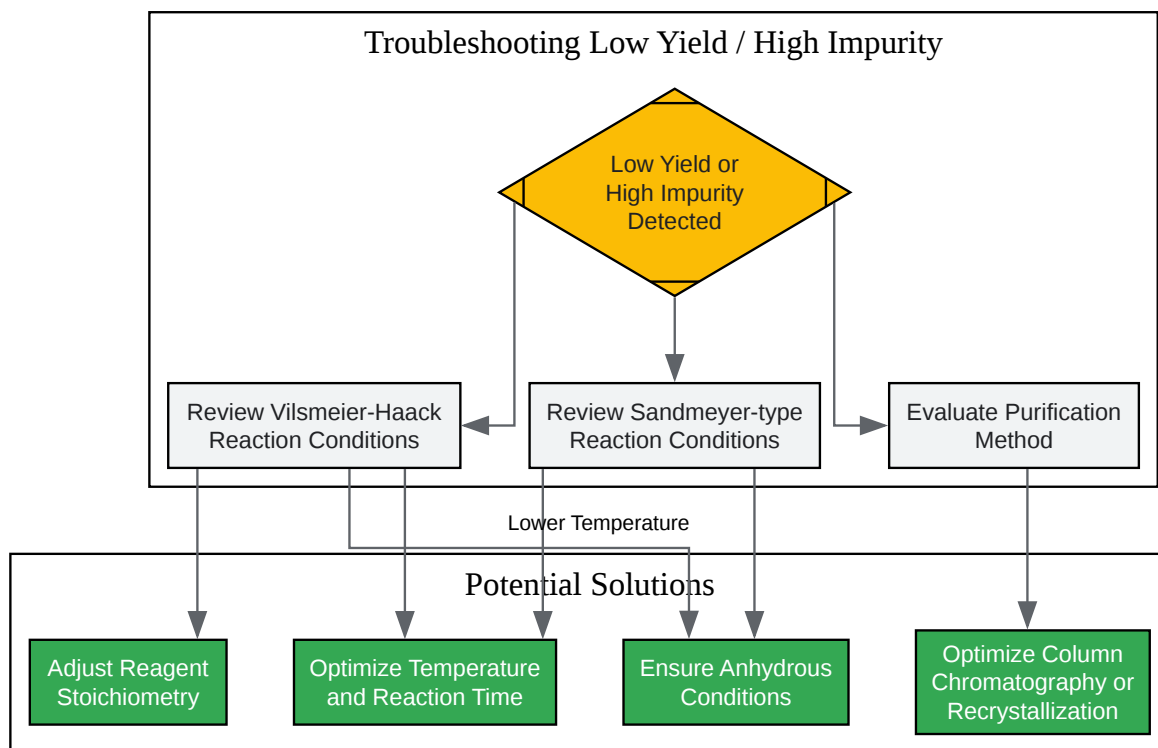 Troubleshooting Low Yield / High Impurity
Low Yield or
High Impurity
Detected
Review Vilsmeier-Haack
Reaction Conditions
Review Sandmeyer-type
Reaction Conditions
Evaluate Purification
Method
Lower Temperature
Potential Solutions
Adjust Reagent
Stoichiometry
Optimize Temperature
and Reaction Time
Ensure Anhydrous
Conditions
Optimize Column
Chromatography or
Recrystallization